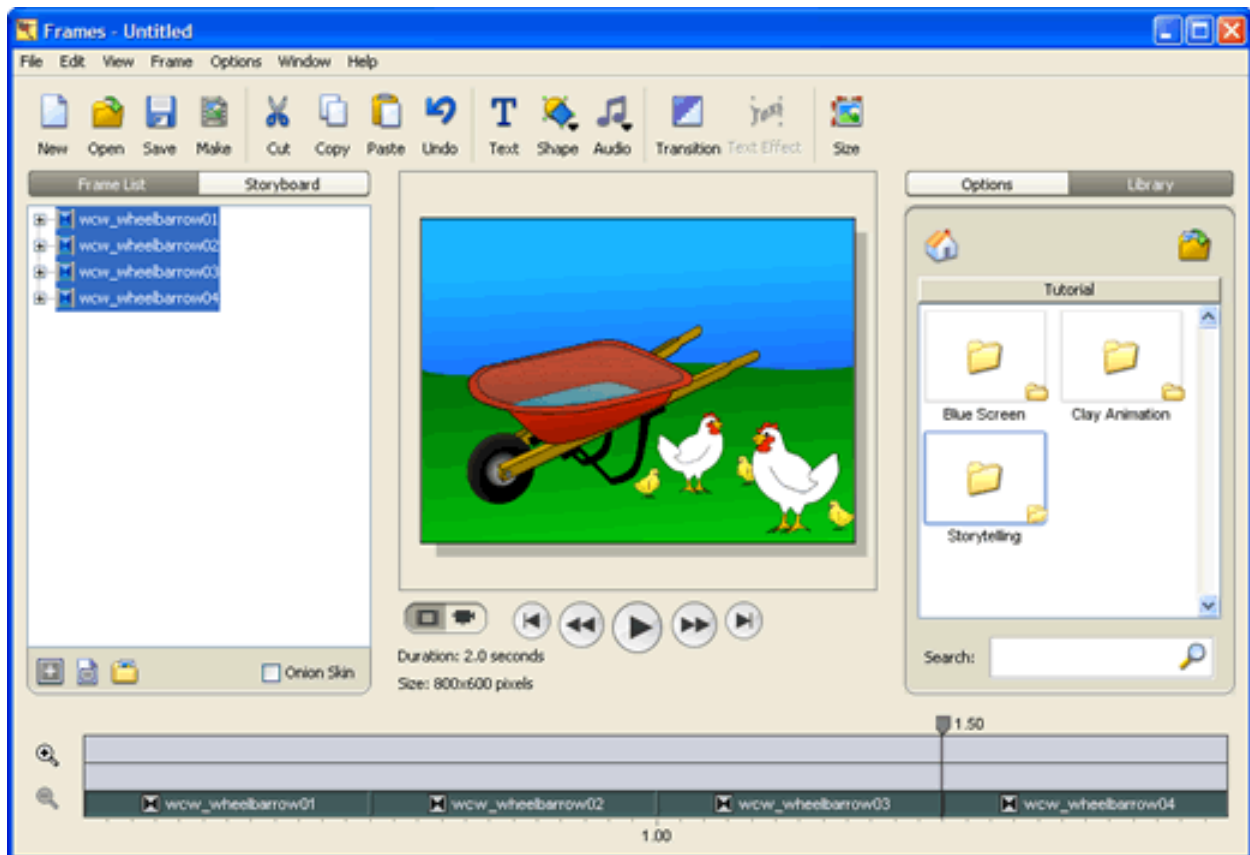 Frames - Untitled
File Edit View Frame Options Window Help
New Open Save Make Cut Copy Paste Undo Text Shape Audio Transition Text Effect Size
T
Text
Frame List Storyboard
Options Library
wcw_wheelbarrow01
wcw_wheelbarrow02
wcw_wheelbarrow03
wcw_wheelbarrow04
Tutorial
Blue Screen Clay Animation
Storytelling
Onion Skin
Duration: 2.0 seconds
Size: 800x600 pixels
Search:
1.50
wcw_wheelbarrow01 wcw_wheelbarrow02 wcw_wheelbarrow03 wcw_wheelbarrow04
1.00